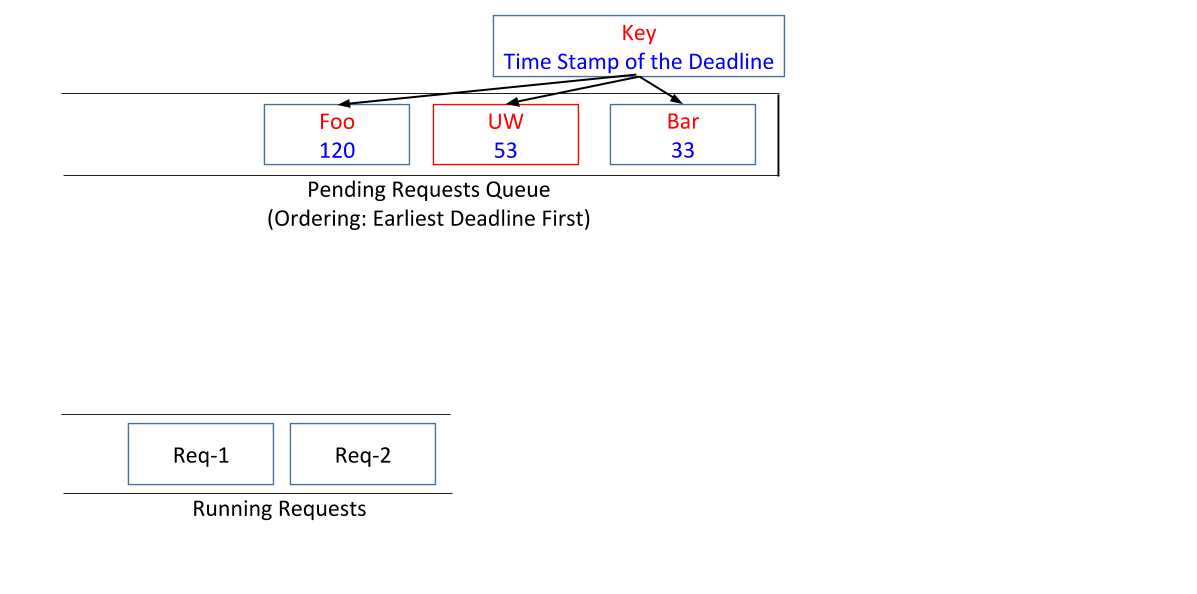 Key
Time Stamp of the Deadline
Foo
120
UW
53
Bar
33
Pending Requests Queue
(Ordering: Earliest Deadline First)
Req-1
Req-2
Running Requests